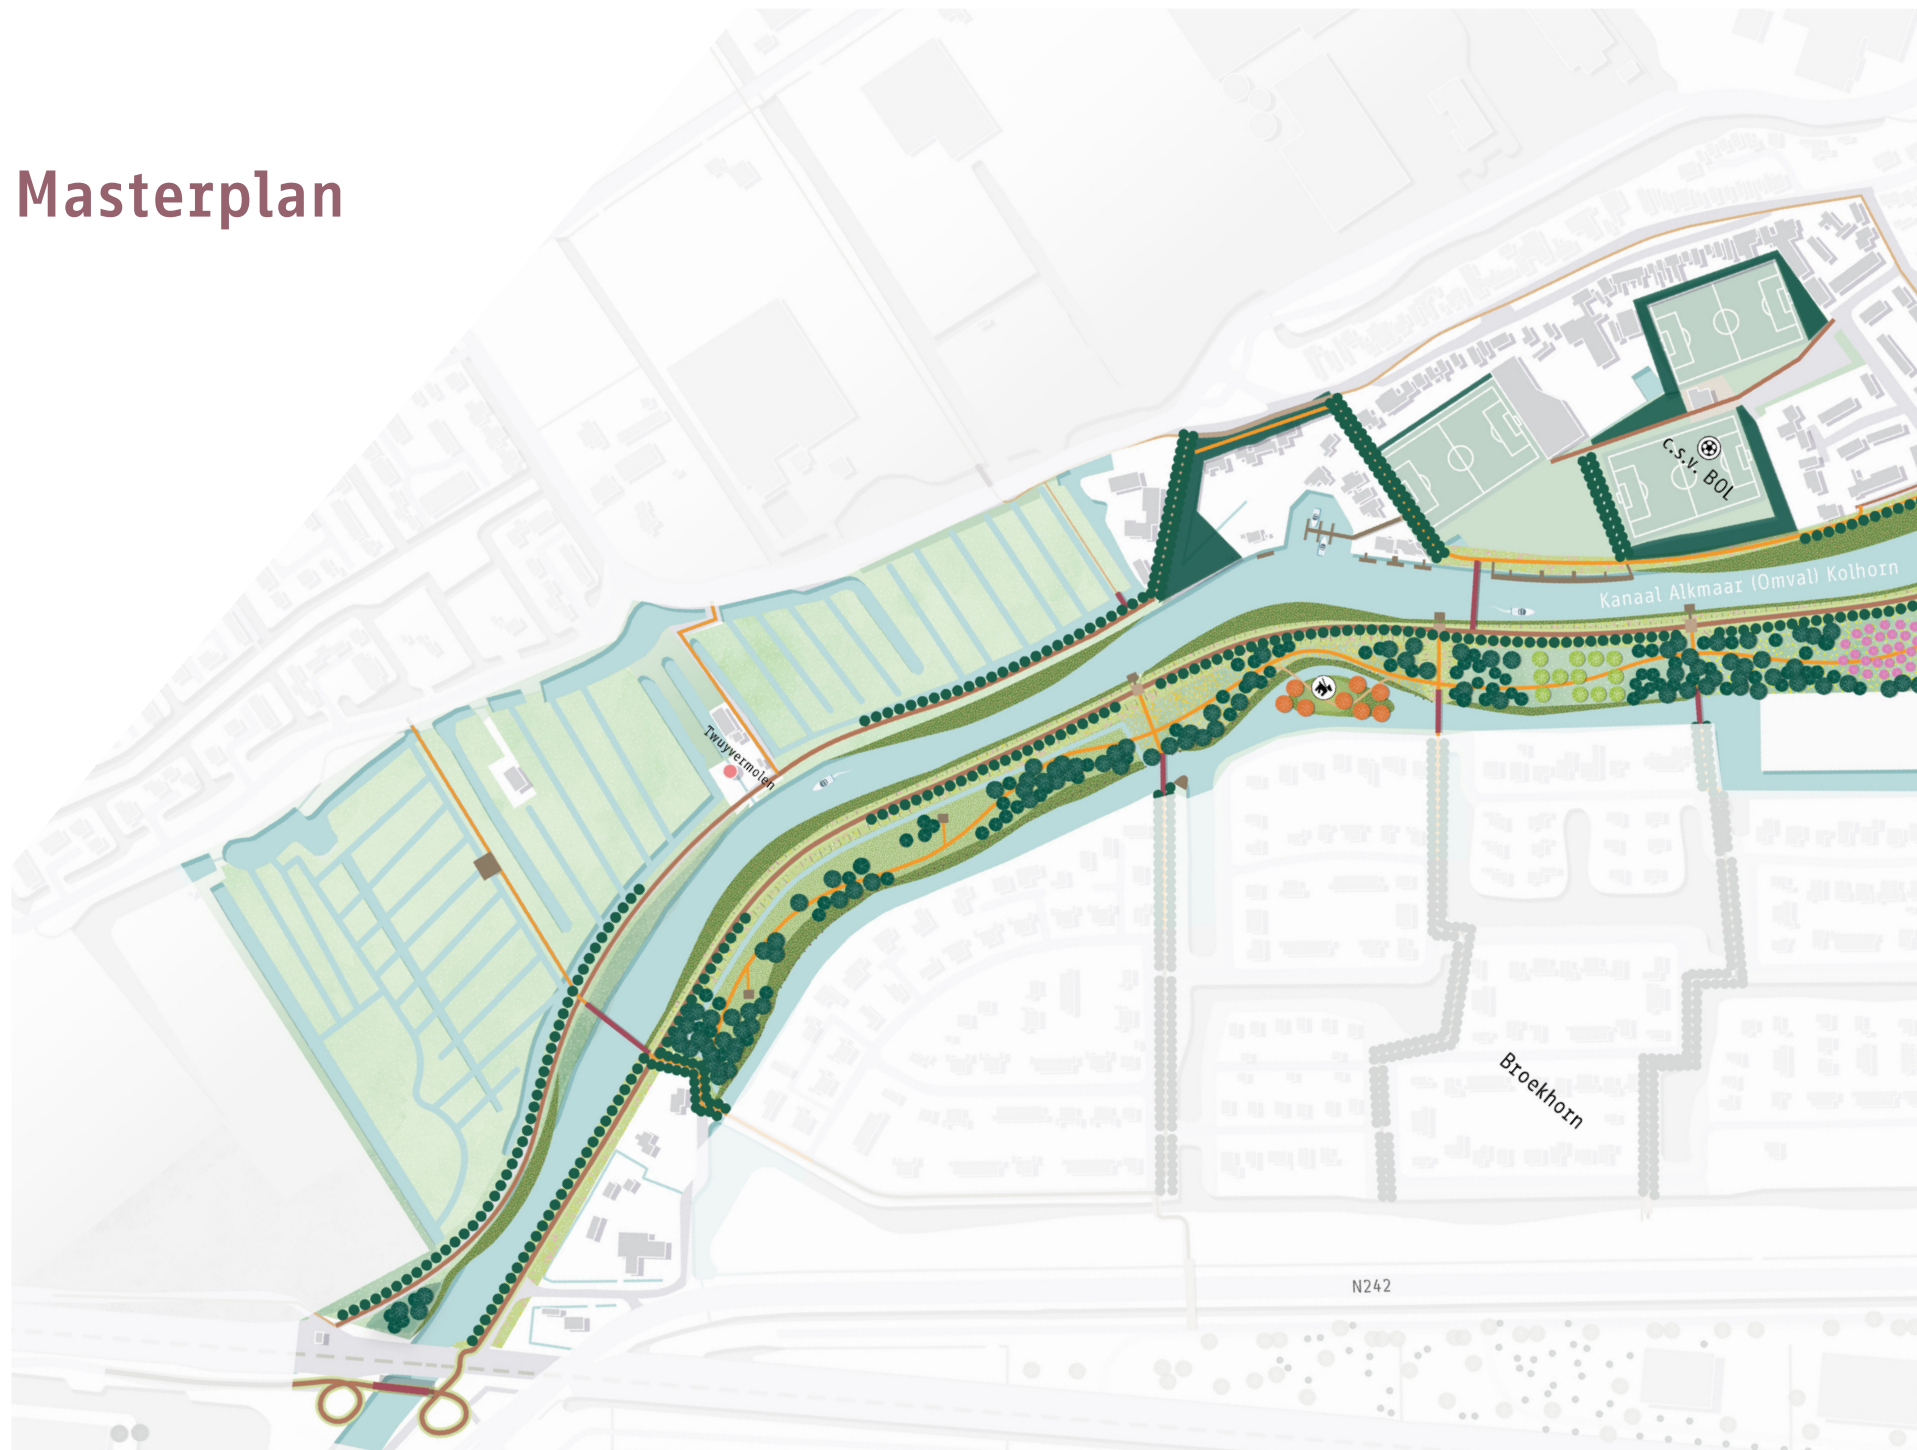 Masterplan
c.s.v. BOL
Kanaal Alkmaar (Omval) Kolhorn
Twuyvermolen
Broekhorn
N242